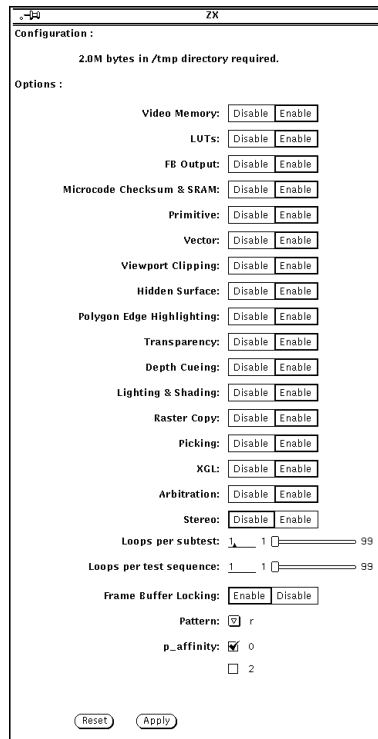 ZX
Configuration :
2.0M bytes in /tmp directory required.
Options :
Video Memory: Disable Enable
LUTs: Disable Enable
FB Output: Disable Enable
Microcode Checksum & SRAM: Disable Enable
Primitive: Disable Enable
Vector: Disable Enable
Viewport Clipping: Disable Enable
Hidden Surface: Disable Enable
Polygon Edge Highlighting: Disable Enable
Transparency: Disable Enable
Depth Cueing: Disable Enable
Lighting & Shading: Disable Enable
Raster Copy: Disable Enable
Picking: Disable Enable
XGL: Disable Enable
Arbitration: Disable Enable
Stereo: Disable Enable
Loops per subtest: 1 1 99
Loops per test sequence: 1 1 99
Frame Buffer Locking: Enable Disable
Pattern: r
p_affinity: 0
2
Reset Apply